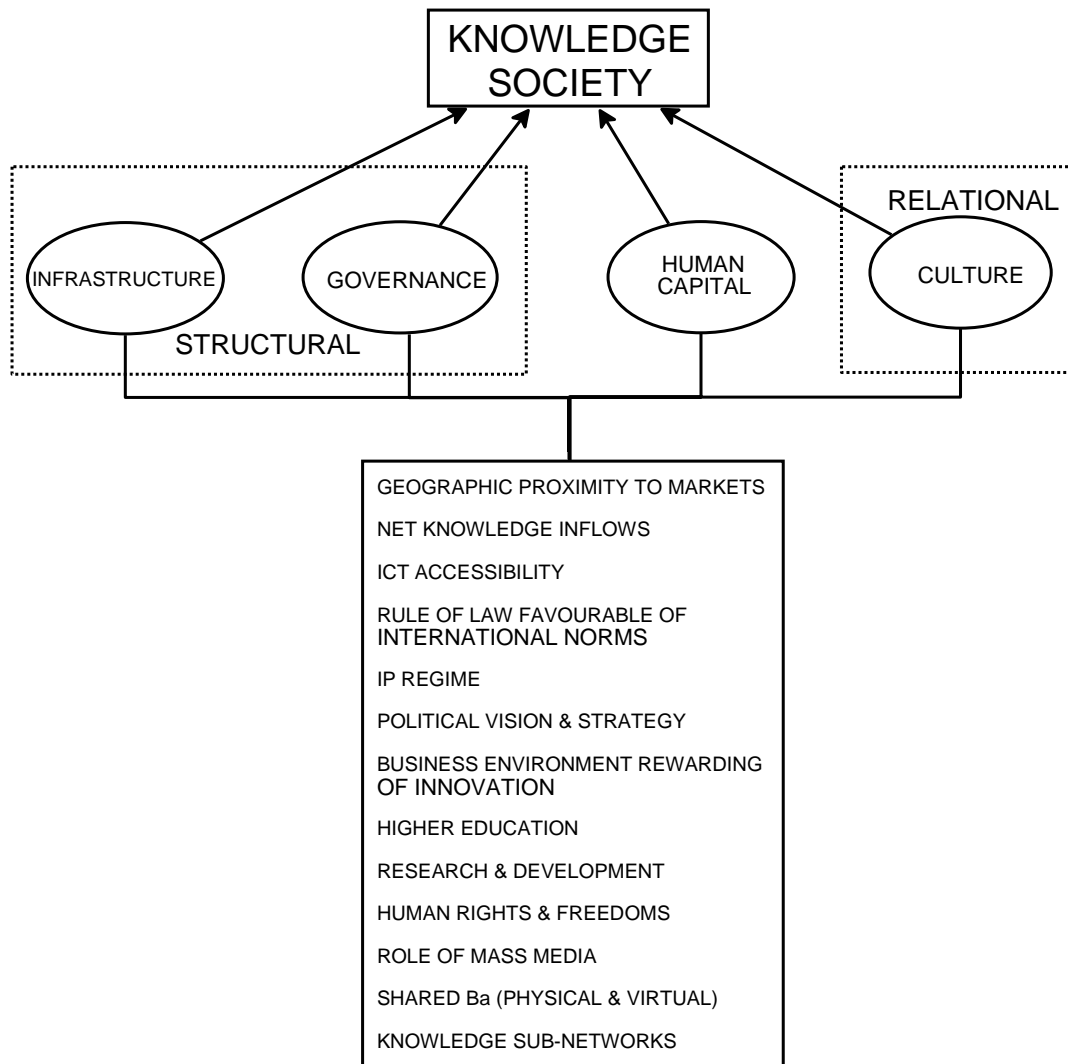 KNOWLEDGE
SOCIETY
RELATIONAL
INFRASTRUCTURE
GOVERNANCE
HUMAN
CAPITAL
CULTURE
STRUCTURAL
GEOGRAPHIC PROXIMITY TO MARKETS
NET KNOWLEDGE INFLOWS
ICT ACCESSIBILITY
RULE OF LAW FAVOURABLE OF
INTERNATIONAL NORMS
IP REGIME
POLITICAL VISION & STRATEGY
BUSINESS ENVIRONMENT REWARDING
OF INNOVATION
HIGHER EDUCATION
RESEARCH & DEVELOPMENT
HUMAN RIGHTS & FREEDOMS
ROLE OF MASS MEDIA
SHARED Ba (PHYSICAL & VIRTUAL)
KNOWLEDGE SUB-NETWORKS